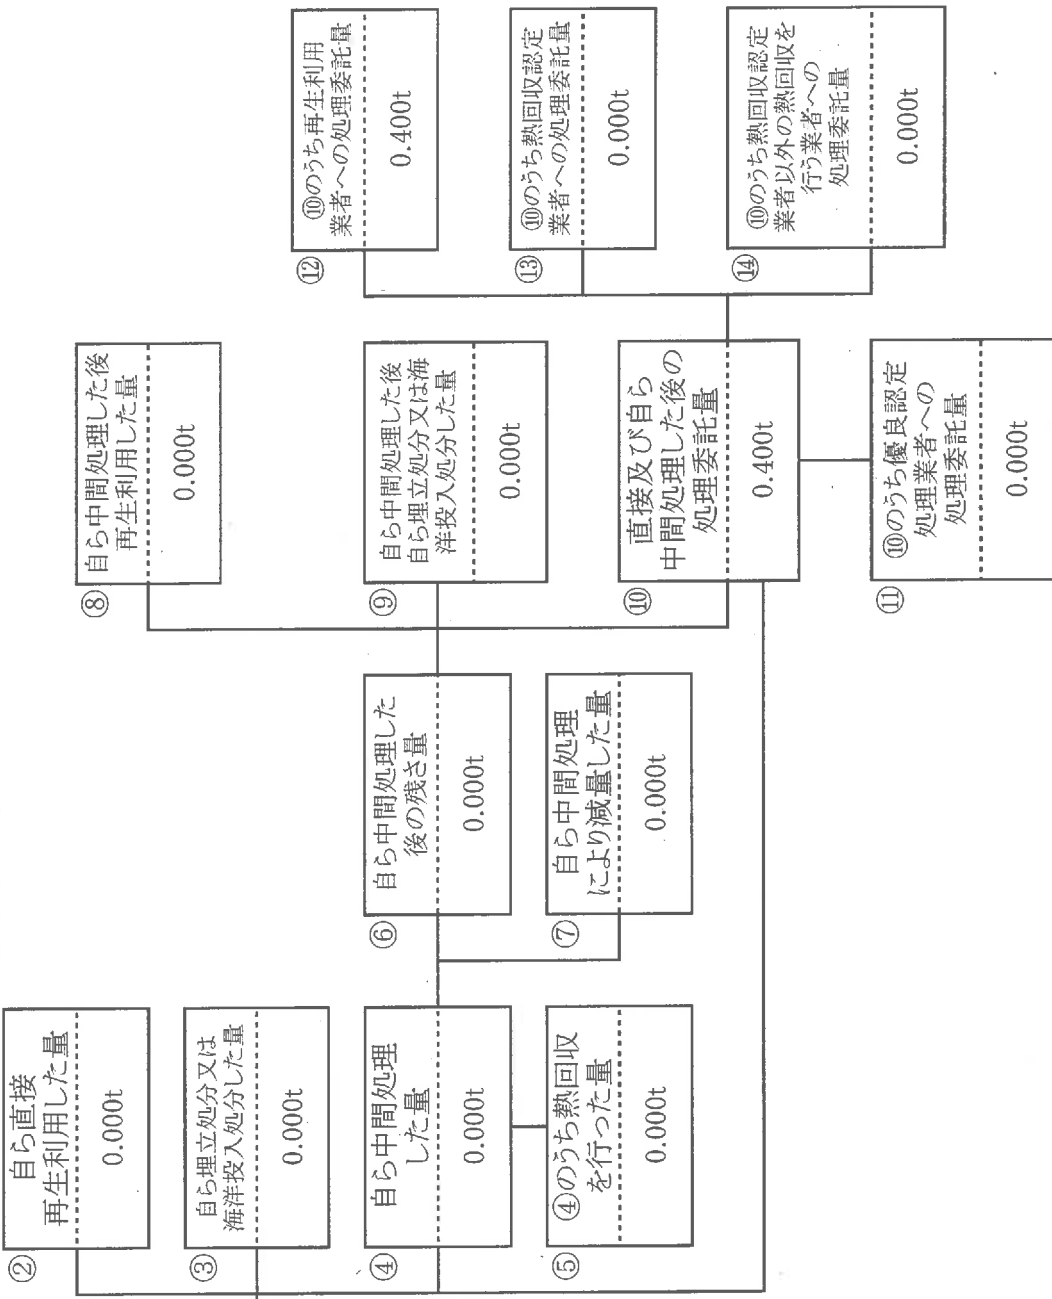 ②
自ら直接
再生利用した量
0.000t
③
自ら埋立処分又は
海洋投入処分した量
0.000t
④
自ら中間処理
した量
0.000t
⑤
④のうち熱回収
を行った量
0.000t
⑥
自ら中間処理した
後の残さ量
0.000t
⑦
自ら中間処理
により減量した量
0.000t
⑧
自ら中間処理した後
再生利用した量
0.000t
⑨
自ら中間処理した後
自ら埋立処分又は海
洋投入処分した量
0.000t
⑩
直接及び自ら
中間処理した後の
処理委託量
0.400t
⑪
⑩のうち優良認定
処理業者への
処理委託量
0.000t
⑫
⑩のうち再生利用
業者への処理委託量
0.400t
⑬
⑩のうち熱回収認定
業者への処理委託量
0.000t
⑭
⑩のうち熱回収認定
業者以外の熱回収を
行う業者への
処理委託量
0.000t